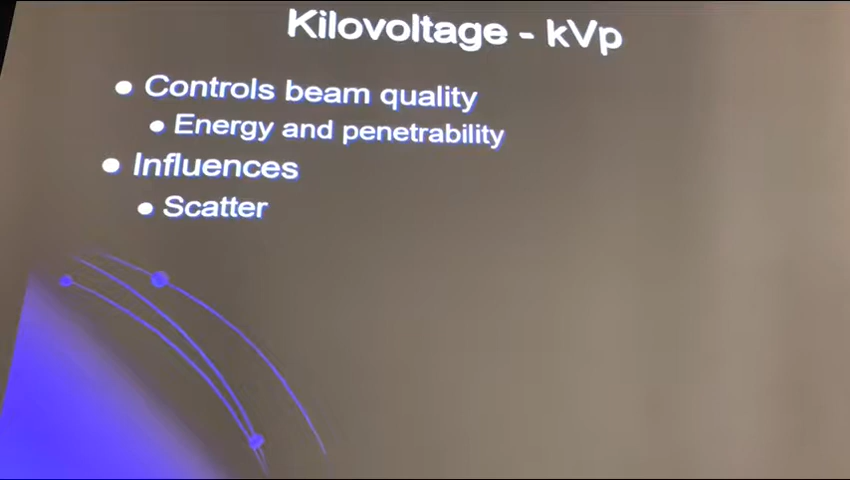 Kilovoltage - kVp
• Controls beam quality
• Energy and penetrability
• Influences
• Scatter